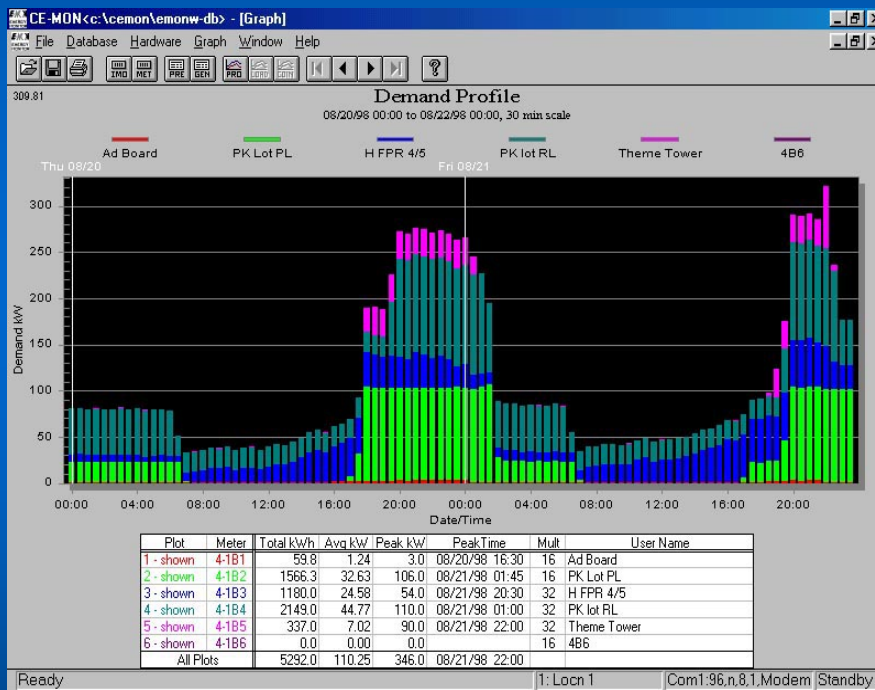 CE-MON<c:\cemon\emonw-db> - [Graph]
File Database Hardware Graph Window Help
IMO MET PRE GEN PRO LOAD COIN
309.81
Demand Profile
08/20/98 00:00 to 08/22/98 00:00, 30 min scale
Ad Board PK Lot PL H FPR 4/5 PK lot RL Theme Tower 4B6
Thu 08/20 Fri 08/21
300
250
200
150
100
50
0
Demand kW
00:00 04:00 08:00 12:00 16:00 20:00 00:00 04:00 08:00 12:00 16:00 20:00
Date/Time
Plot Meter Total kWh Avg kW Peak kW PeakTime Mult User Name
1 - shown 4-1B1 59.8 1.24 3.0 08/20/98 16:30 16 Ad Board
2 - shown 4-1B2 1566.3 32.63 106.0 08/21/98 01:45 16 PK Lot PL
3 - shown 4-1B3 1180.0 24.58 54.0 08/21/98 20:30 32 H FPR 4/5
4 - shown 4-1B4 2149.0 44.77 110.0 08/21/98 01:00 32 PK lot RL
5 - shown 4-1B5 337.0 7.02 90.0 08/21/98 22:00 32 Theme Tower
6 - shown 4-1B6 0.0 0.00 0.0 16 4B6
All Plots 5292.0 110.25 346.0 08/21/98 22:00
Ready 1: Locn 1 Com1:96,n,8,1,Modem Standby